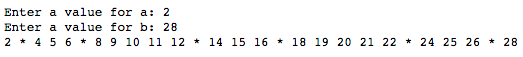 Enter a value for a: 2
Enter a value for b: 28
2 * 4 5 6 * 8 9 10 11 12 * 14 15 16 * 18 19 20 21 22 * 24 25 26 * 28